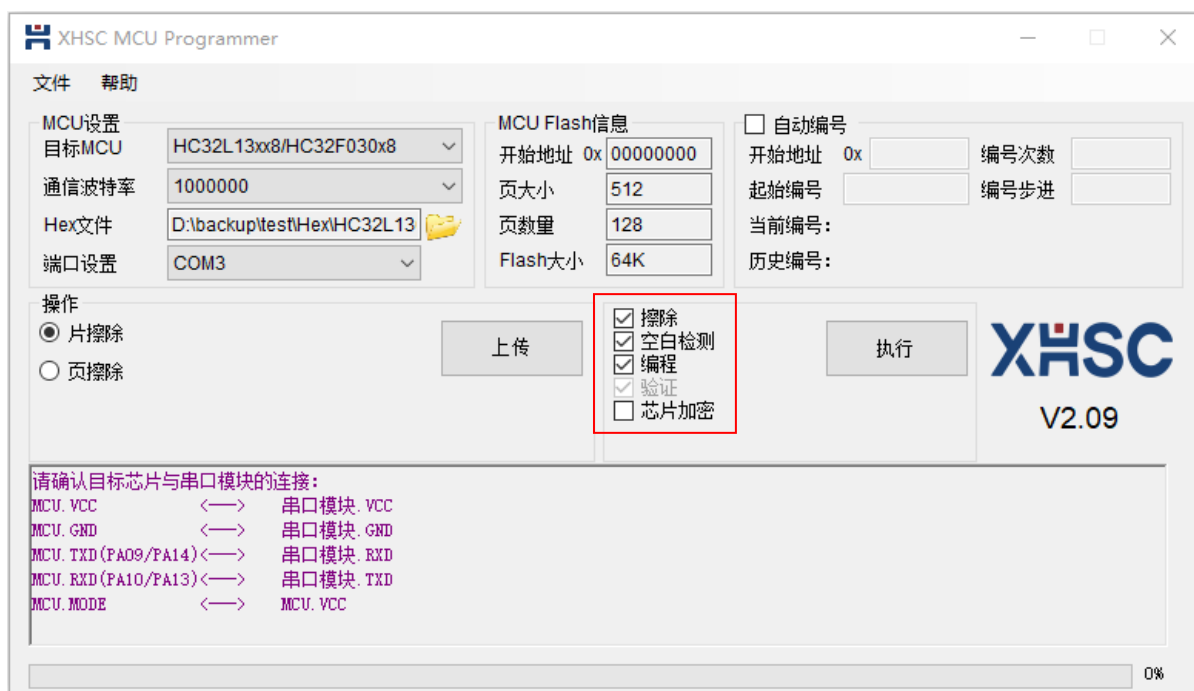 XHSC MCU Programmer
文件 帮助
MCU设置
目标MCU HC32L13xx8/HC32F030x8
通信波特率 1000000
Hex文件 D:\backup\test\Hex\HC32L13
端口设置 COM3
MCU Flash信息
开始地址 0x 00000000
页大小 512
页数量 128
Flash大小 64K
自动编号
开始地址 0x 编号次数
起始编号 编号步进
当前编号:
历史编号:
操作
片擦除
页擦除
上传
擦除
空白检测
编程
验证
芯片加密
执行
XHSC
V2.09
请确认目标芯片与串口模块的连接:
MCU.VCC <——> 串口模块.VCC
MCU.GND <——> 串口模块.GND
MCU.TXD(PA09/PA14)<——> 串口模块.RXD
MCU.RXD(PA10/PA13)<——> 串口模块.TXD
MCU.MODE <——> MCU.VCC
0%